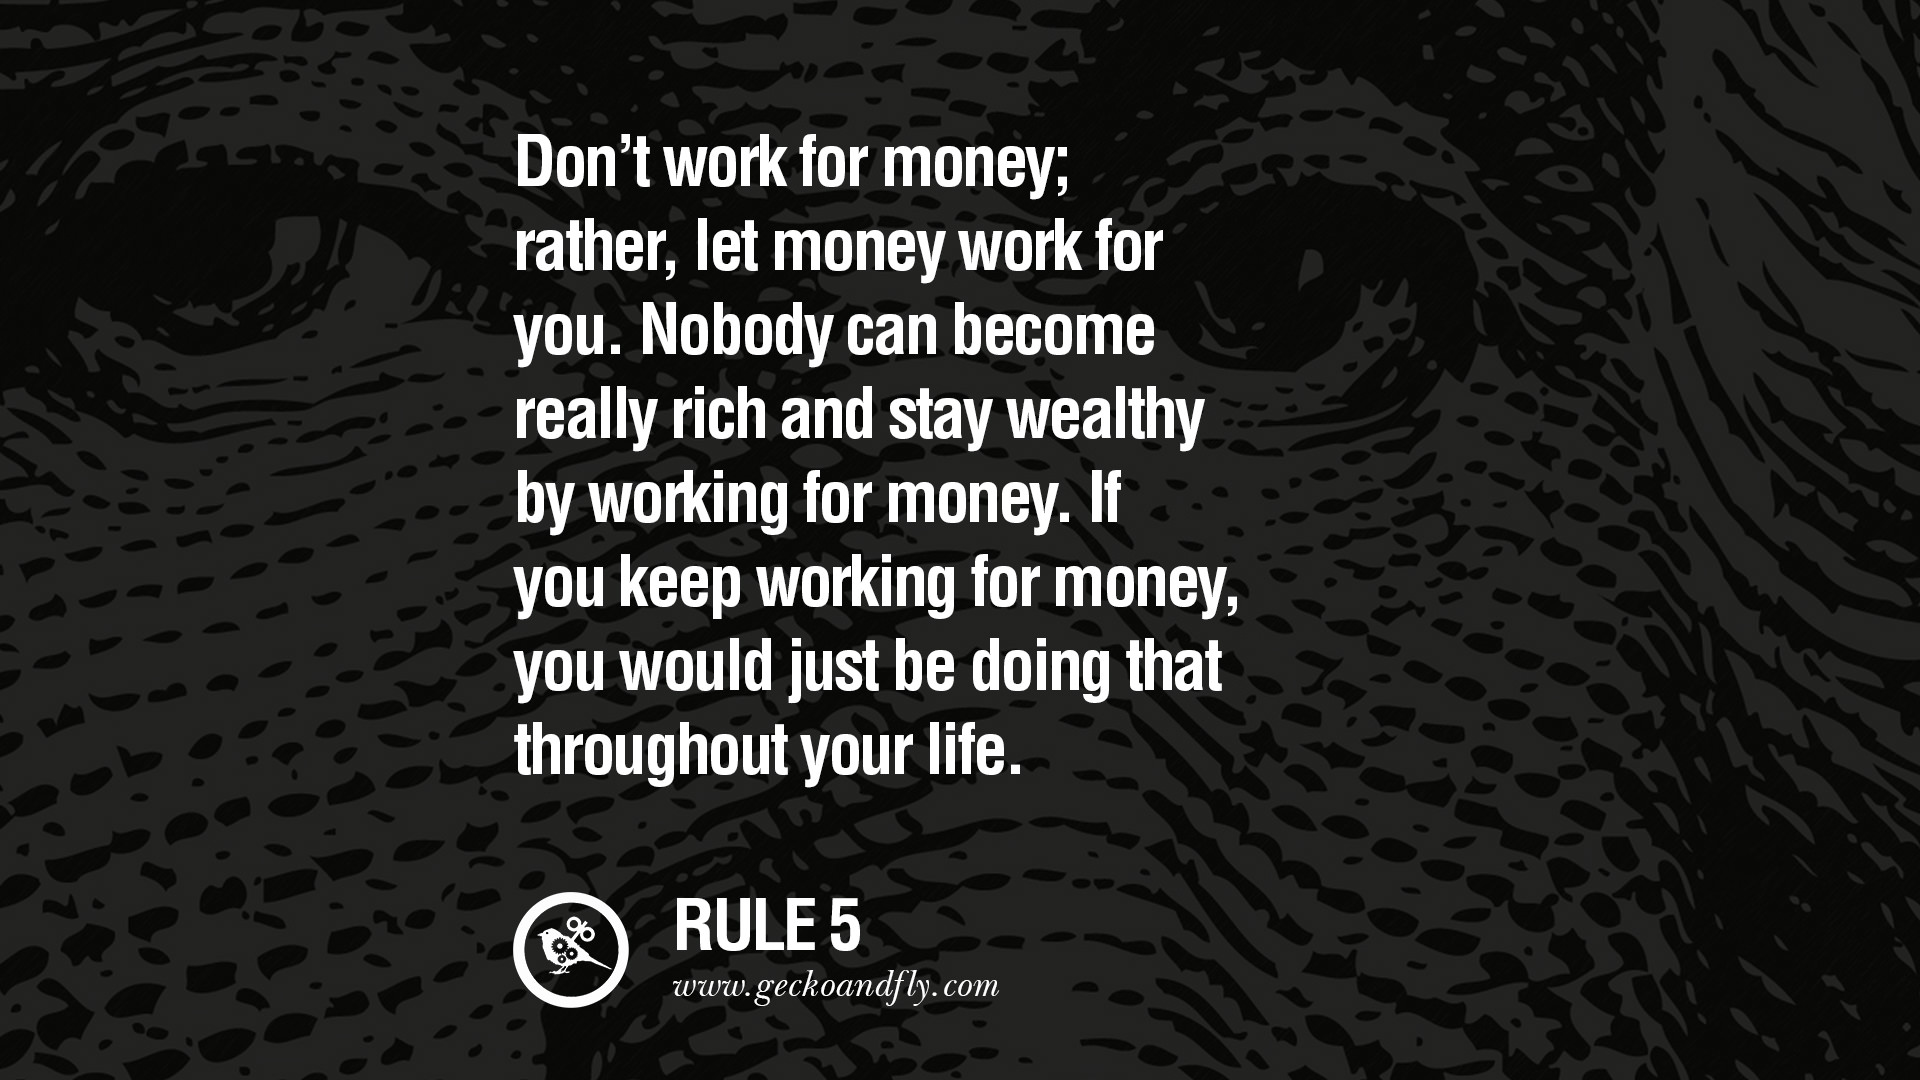 Don’t work for money;
rather, let money work for
you. Nobody can become
really rich and stay wealthy
by working for money. If
you keep working for money,
you would just be doing that
throughout your life.
RULE 5
www.geckoandfly.com